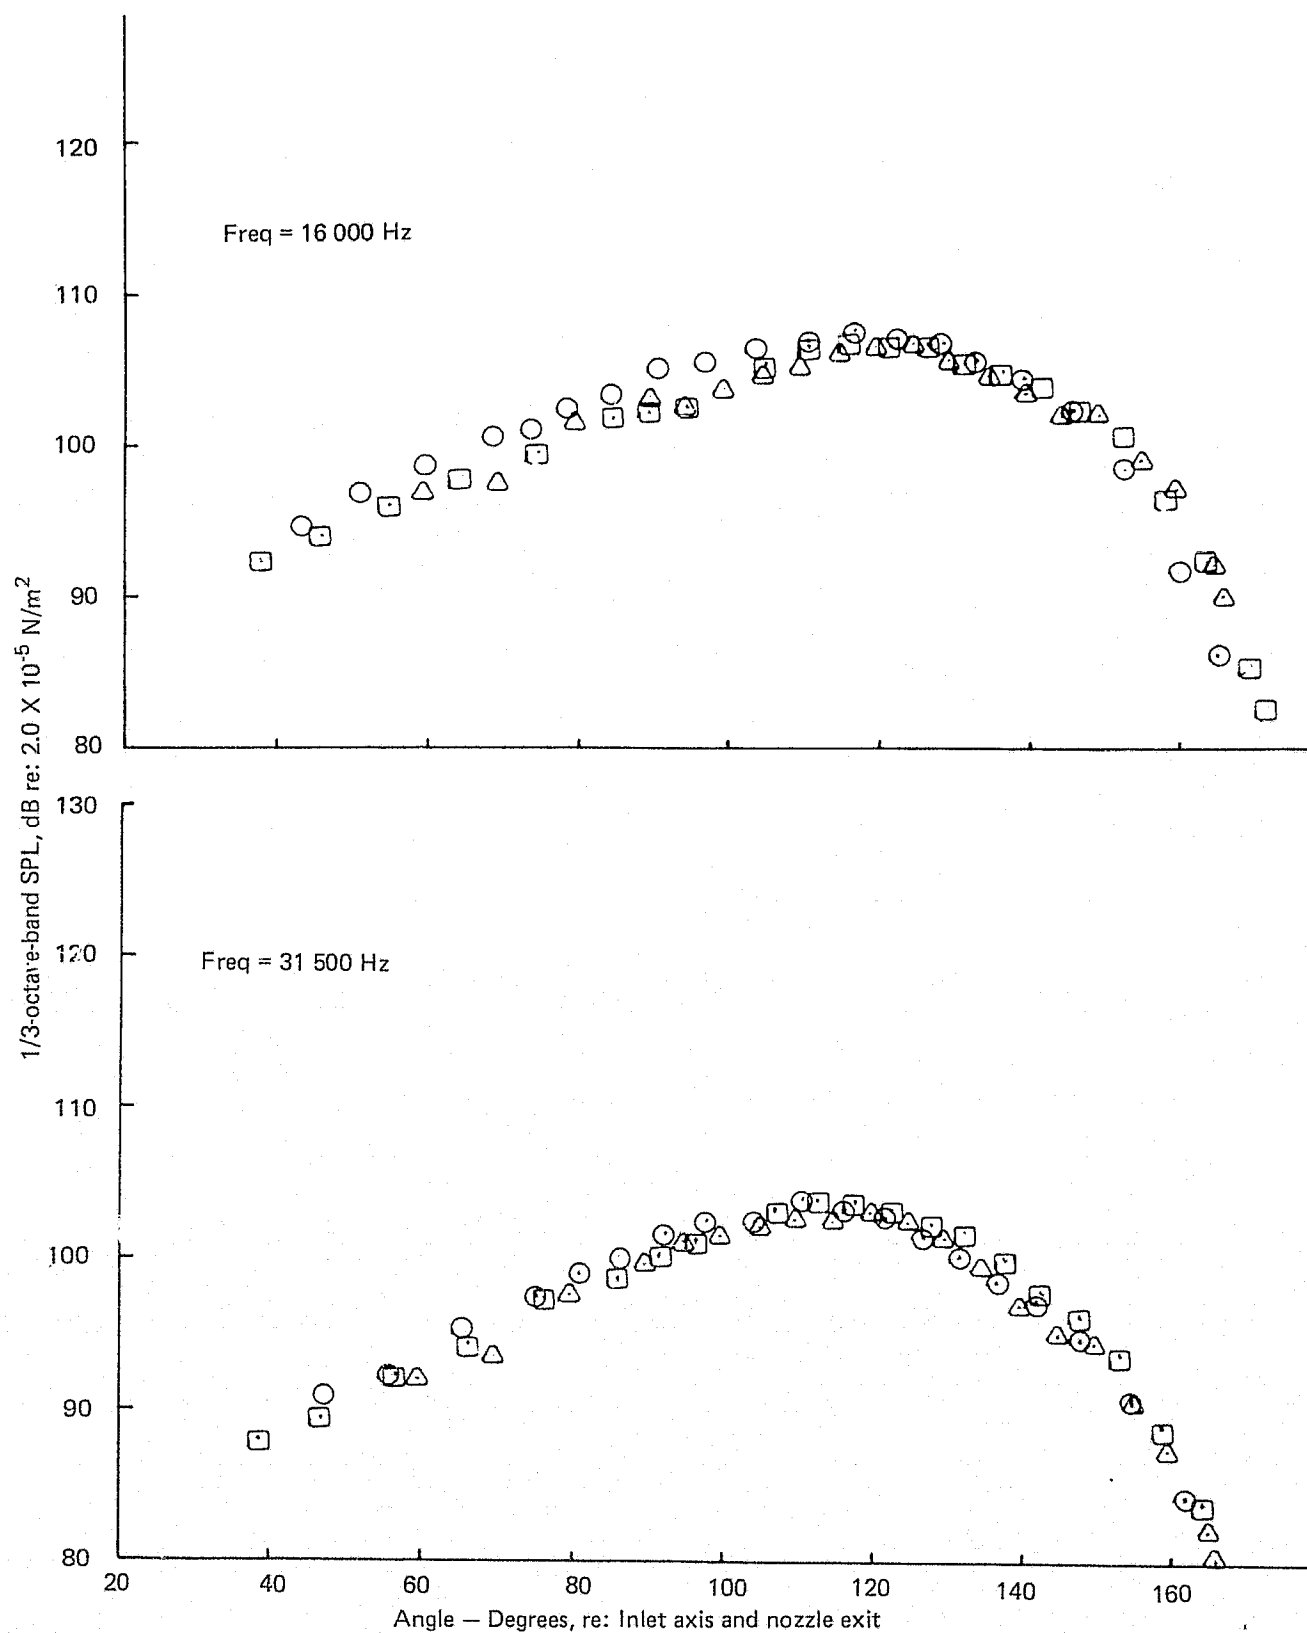 120
Freq = 16 000 Hz
110
100
90
80
1/3-octave-band SPL, dB re: 2.0 X 10⁻⁵ N/m²
130
120
Freq = 31 500 Hz
110
100
90
80
20 40 60 80 100 120 140 160
Angle — Degrees, re: Inlet axis and nozzle exit